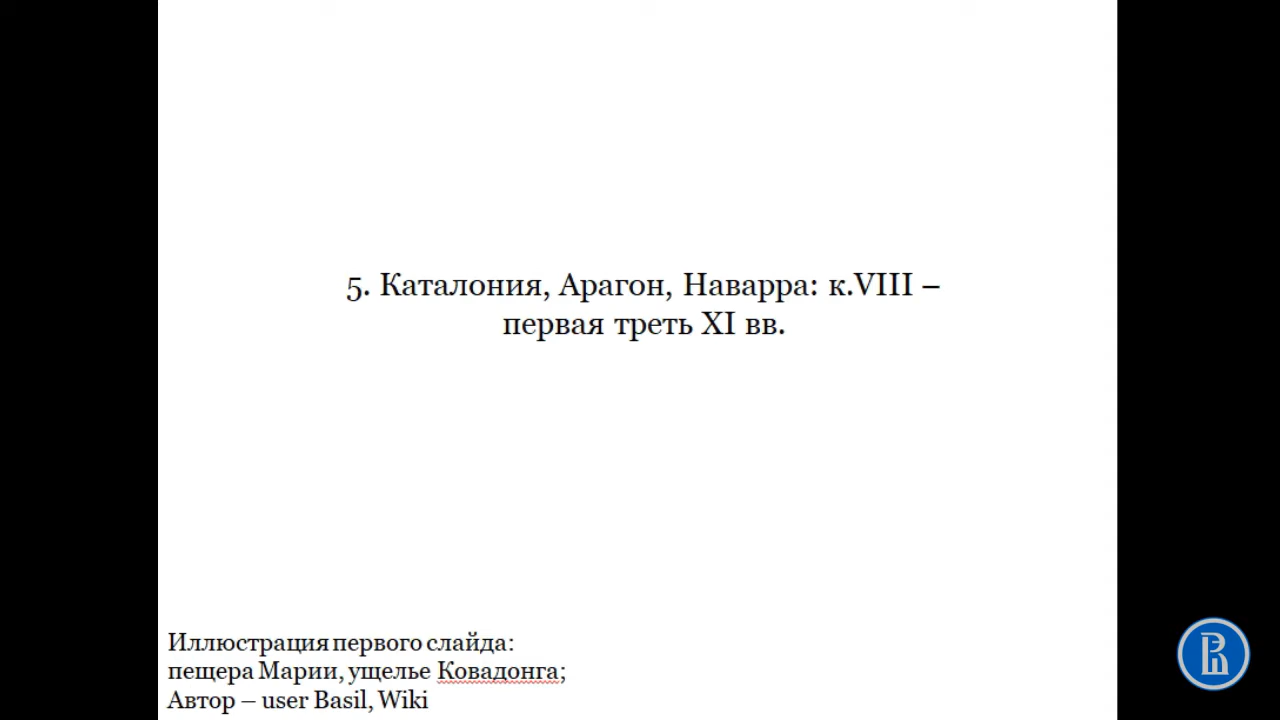 5. Каталония, Арагон, Наварра: к.VIII –
первая треть XI вв.
Иллюстрация первого слайда:
пещера Марии, ущелье Ковадонга;
Автор – user Basil, Wiki